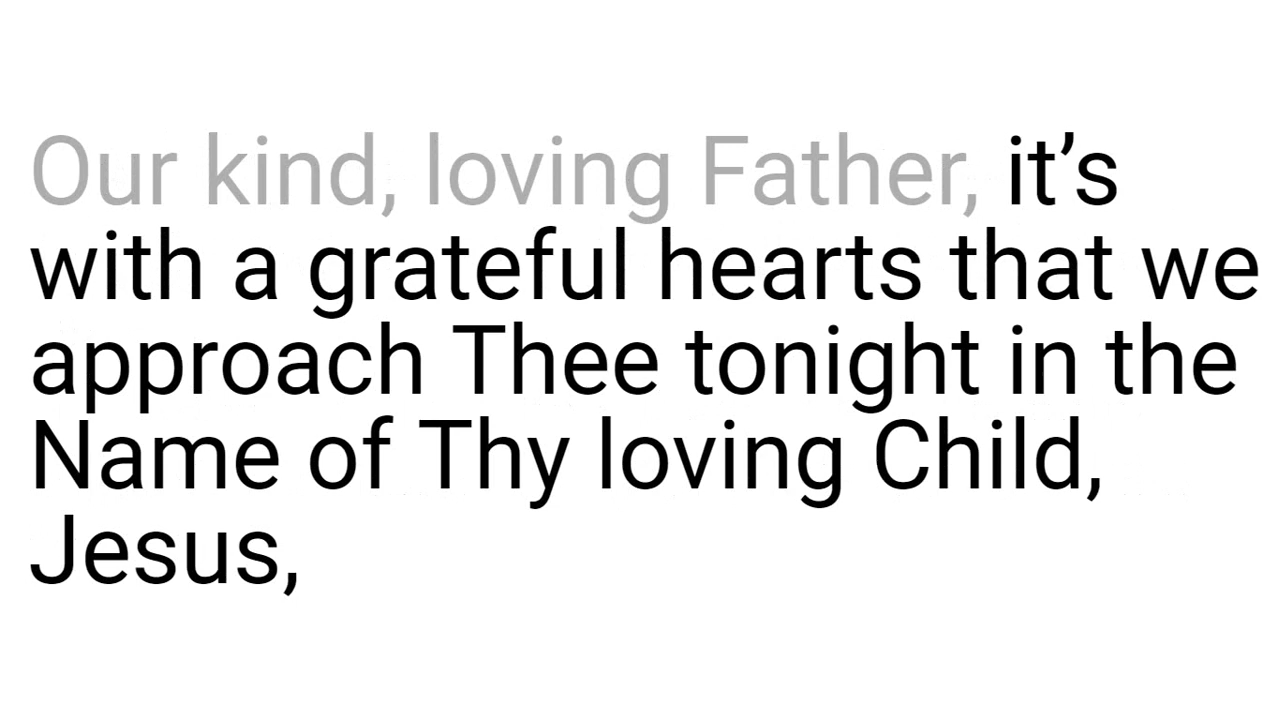 Our kind, loving Father, it’s
with a grateful hearts that we
approach Thee tonight in the
Name of Thy loving Child,
Jesus,